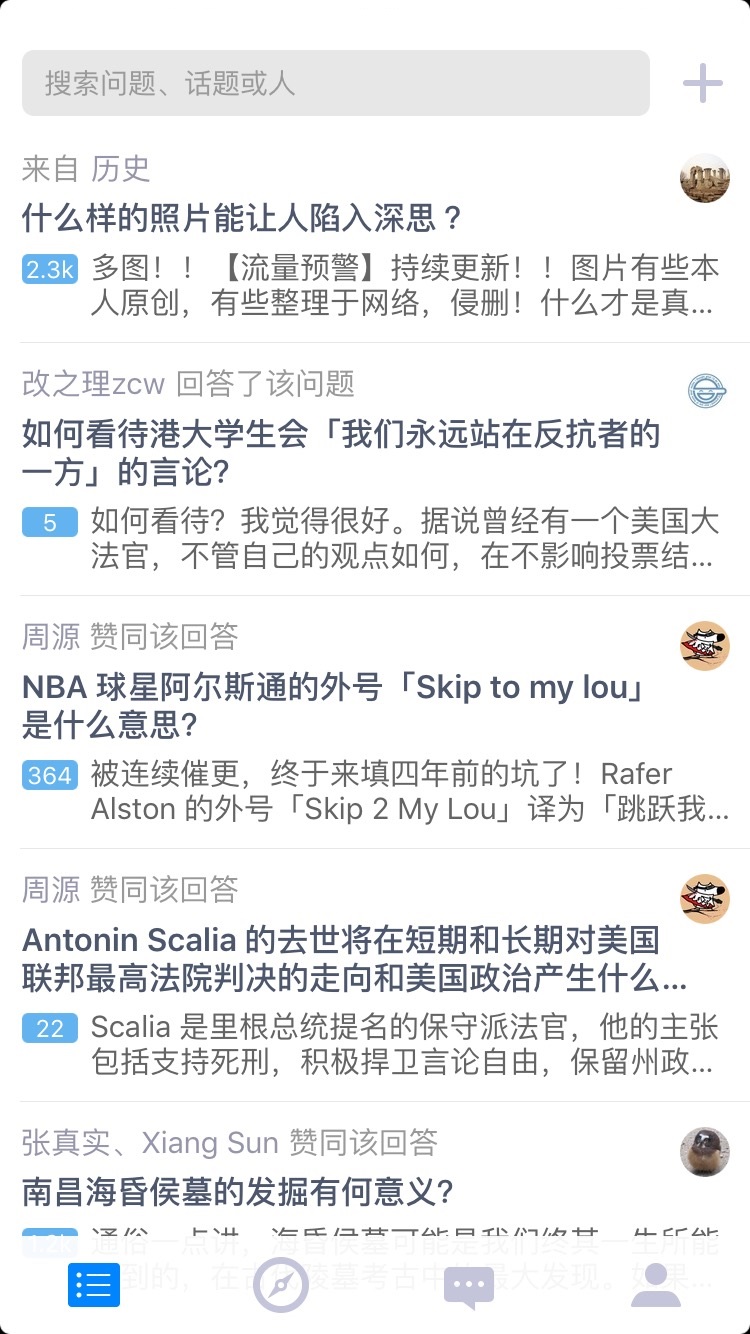 搜索问题、话题或人
来自 历史
什么样的照片能让人陷入深思？
2.3k 多图！！【流量预警】持续更新！！图片有些本
人原创，有些整理于网络，侵删！什么才是真...
改之理zcw 回答了该问题
如何看待港大学生会「我们永远站在反抗者的
一方」的言论？
5 如何看待？我觉得很好。据说曾经有一个美国大
法官，不管自己的观点如何，在不影响投票结...
周源 赞同该回答
NBA 球星阿尔斯通的外号「Skip to my lou」
是什么意思？
364 被连续催更，终于来填四年前的坑了！Rafer
Alston 的外号「Skip 2 My Lou」译为「跳跃我...
周源 赞同该回答
Antonin Scalia 的去世将在短期和长期对美国
联邦最高法院判决的走向和美国政治产生什么...
22 Scalia 是里根总统提名的保守派法官，他的主张
包括支持死刑，积极捍卫言论自由，保留州政...
张真实、Xiang Sun 赞同该回答
南昌海昏侯墓的发掘有何意义？
1.2k 通俗一点讲，海昏侯墓可能是我们终其一生所能
到的，在古代陵墓考古中的最大发现。如果...